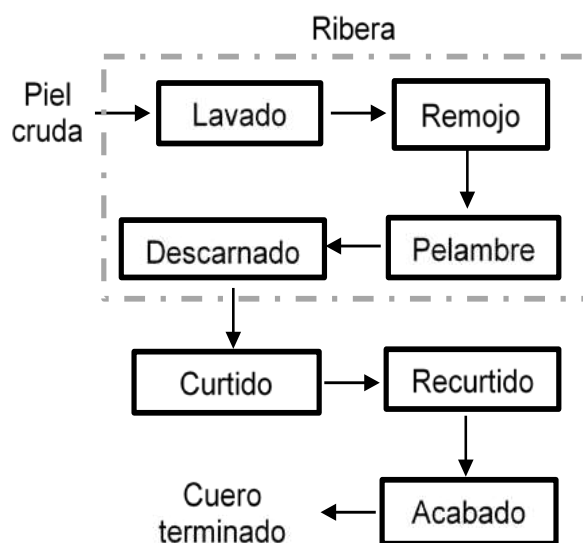 Ribera
Piel
cruda
Lavado
Remojo
Pelambre
Descarnado
Curtido
Recurtido
Acabado
Cuero
terminado